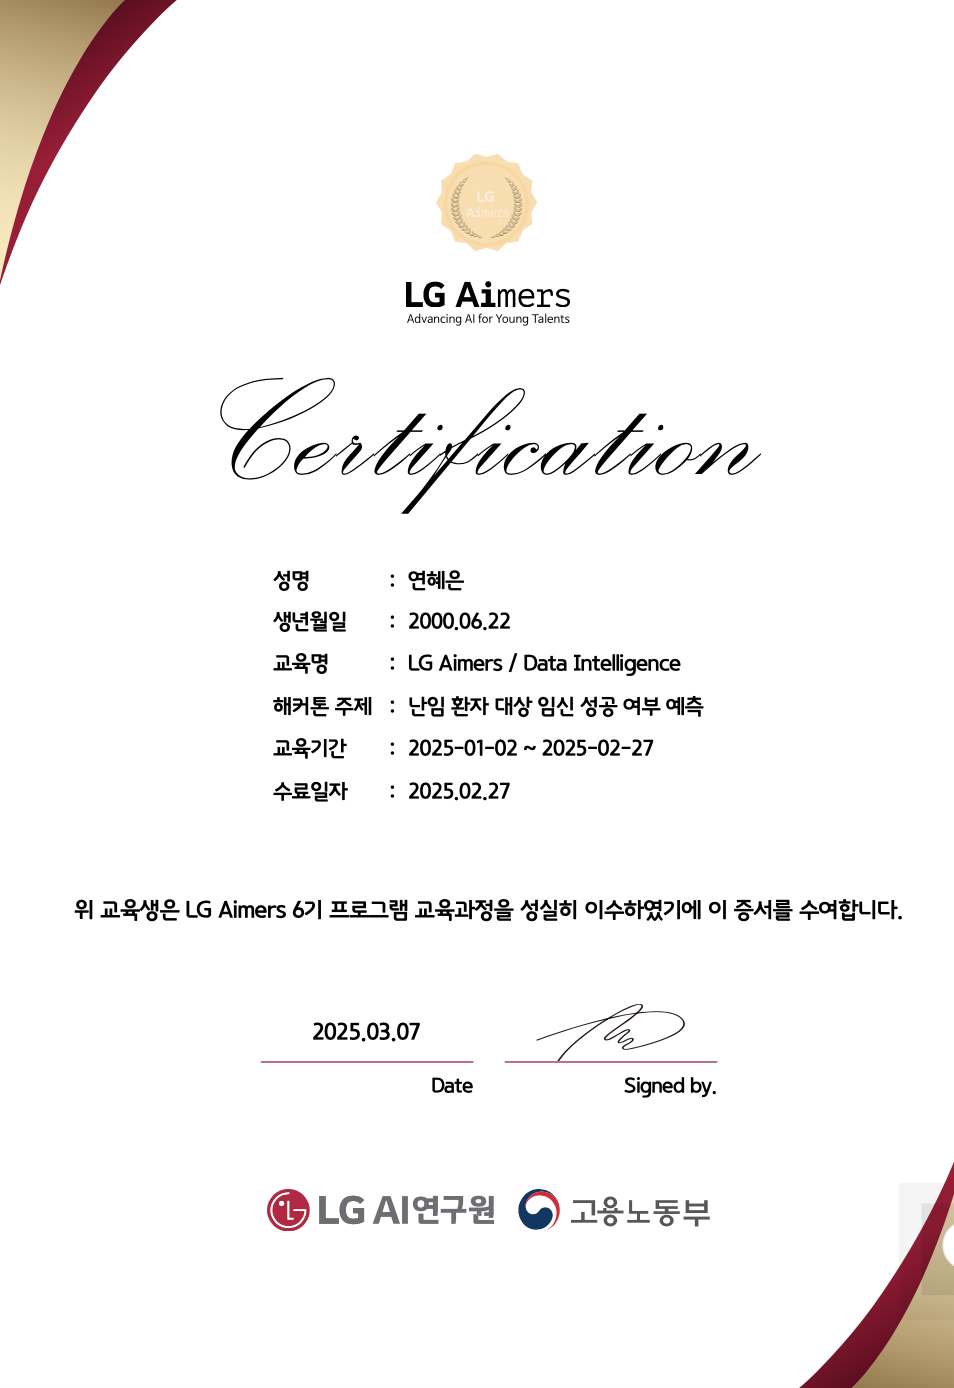 LG
Aimers
LG Aimers
Advancing AI for Young Talents
Certification
성명 : 연혜은
생년월일 : 2000.06.22
교육명 : LG Aimers / Data Intelligence
해커톤 주제 : 난임 환자 대상 임신 성공 여부 예측
교육기간 : 2025-01-02 ~ 2025-02-27
수료일자 : 2025.02.27
위 교육생은 LG Aimers 6기 프로그램 교육과정을 성실히 이수하였기에 이 증서를 수여합니다.
2025.03.07
Date Signed by.
LG AI연구원 고용노동부